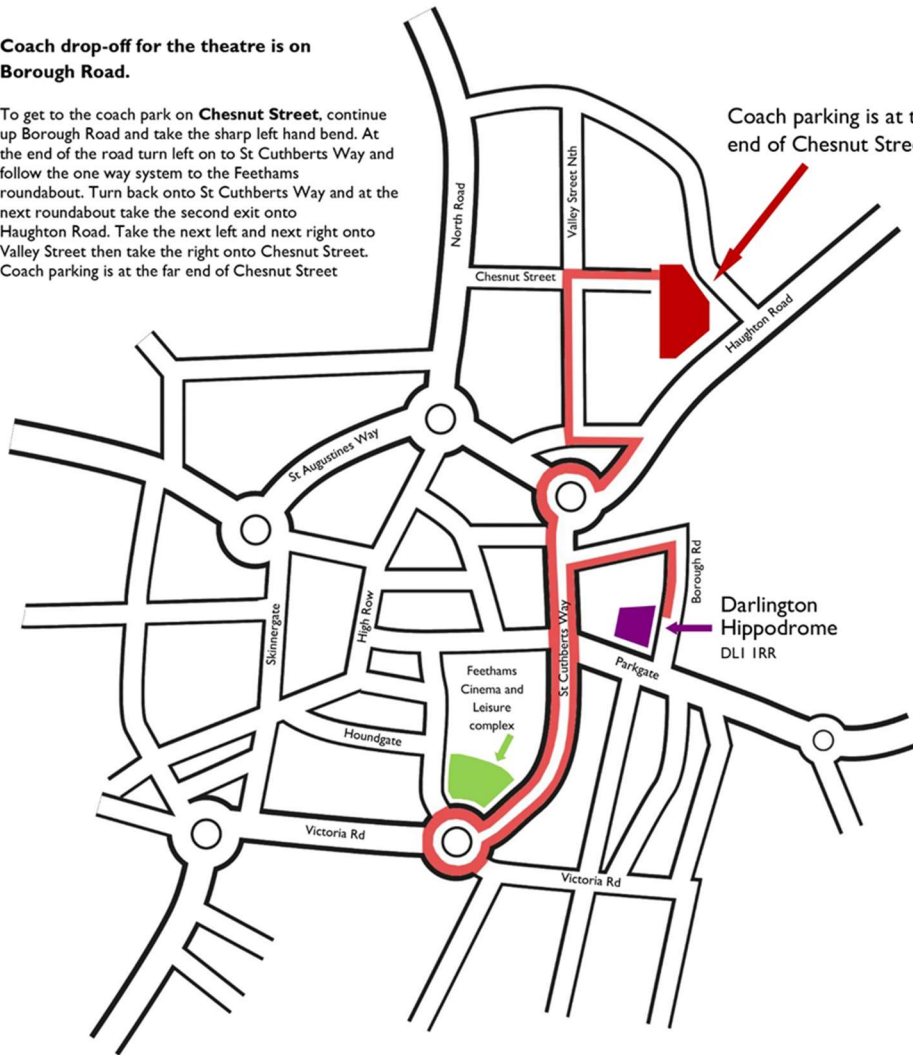 Coach drop-off for the theatre is on
Borough Road.
To get to the coach park on Chesnut Street, continue
up Borough Road and take the sharp left hand bend. At
the end of the road turn left on to St Cuthberts Way and
follow the one way system to the Feethams
roundabout. Turn back onto St Cuthberts Way and at the
next roundabout take the second exit onto
Haughton Road. Take the next left and next right onto
Valley Street then take the right onto Chesnut Street.
Coach parking is at the far end of Chesnut Street
Coach parking is at t
end of Chesnut Stree
North Road
Valley Street Nth
Chesnut Street
Haughton Road
St Augustines Way
Borough Rd
Skinnergate
High Row
St Cuthberts Way
Darlington
Hippodrome
DL1 1RR
Parkgate
Feethams
Cinema and
Leisure
complex
Houndgate
Victoria Rd
Victoria Rd